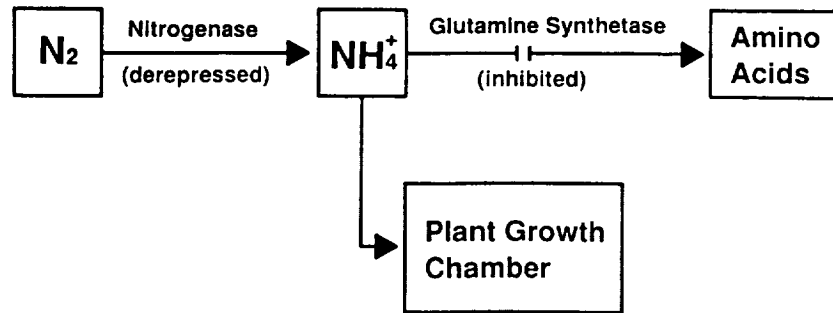 Nitrogenase
N₂
(derepressed)
NH₄⁺
Glutamine Synthetase
(inhibited)
Amino
Acids
Plant Growth
Chamber